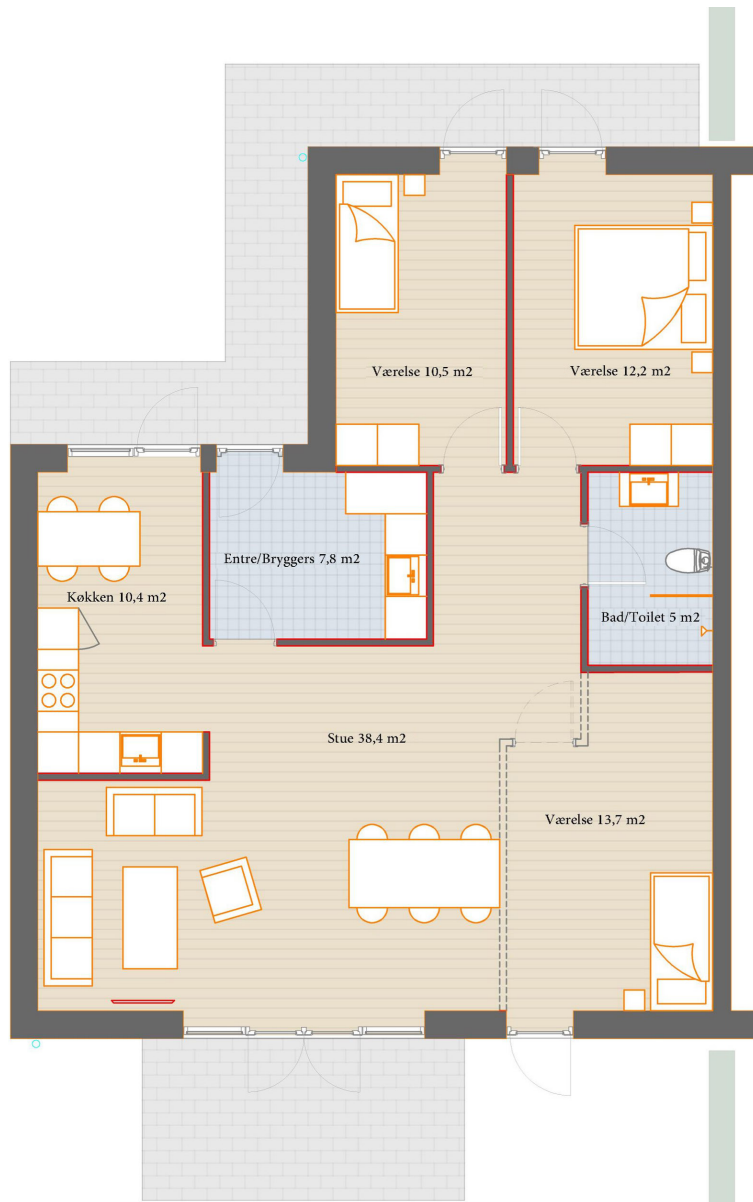 Værelse 10,5 m2
Værelse 12,2 m2
Entre/Bryggers 7,8 m2
Køkken 10,4 m2
Bad/Toilet 5 m2
Stue 38,4 m2
Værelse 13,7 m2